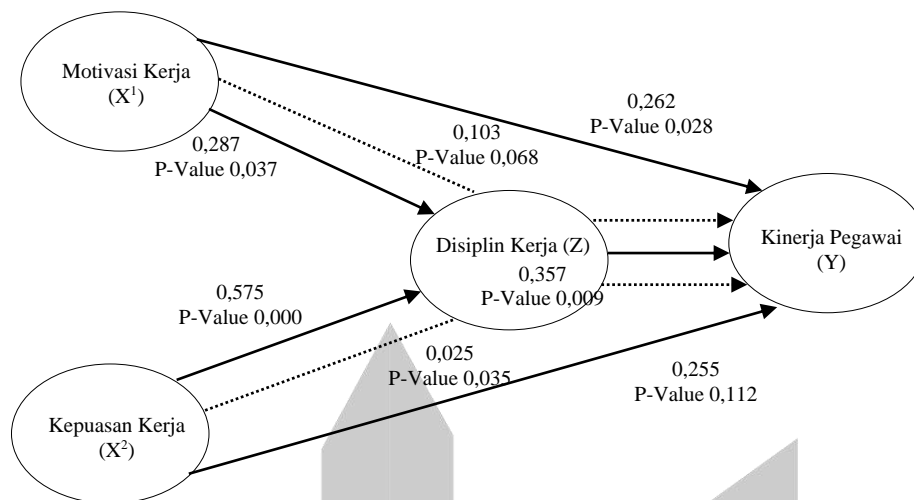 Motivasi Kerja
(X¹)
0,262
P-Value 0,028
0,103
P-Value 0,068
0,287
P-Value 0,037
Disiplin Kerja (Z)
0,357
P-Value 0,009
Kinerja Pegawai
(Y)
0,575
P-Value 0,000
0,025
P-Value 0,035
0,255
P-Value 0,112
Kepuasan Kerja
(X²)